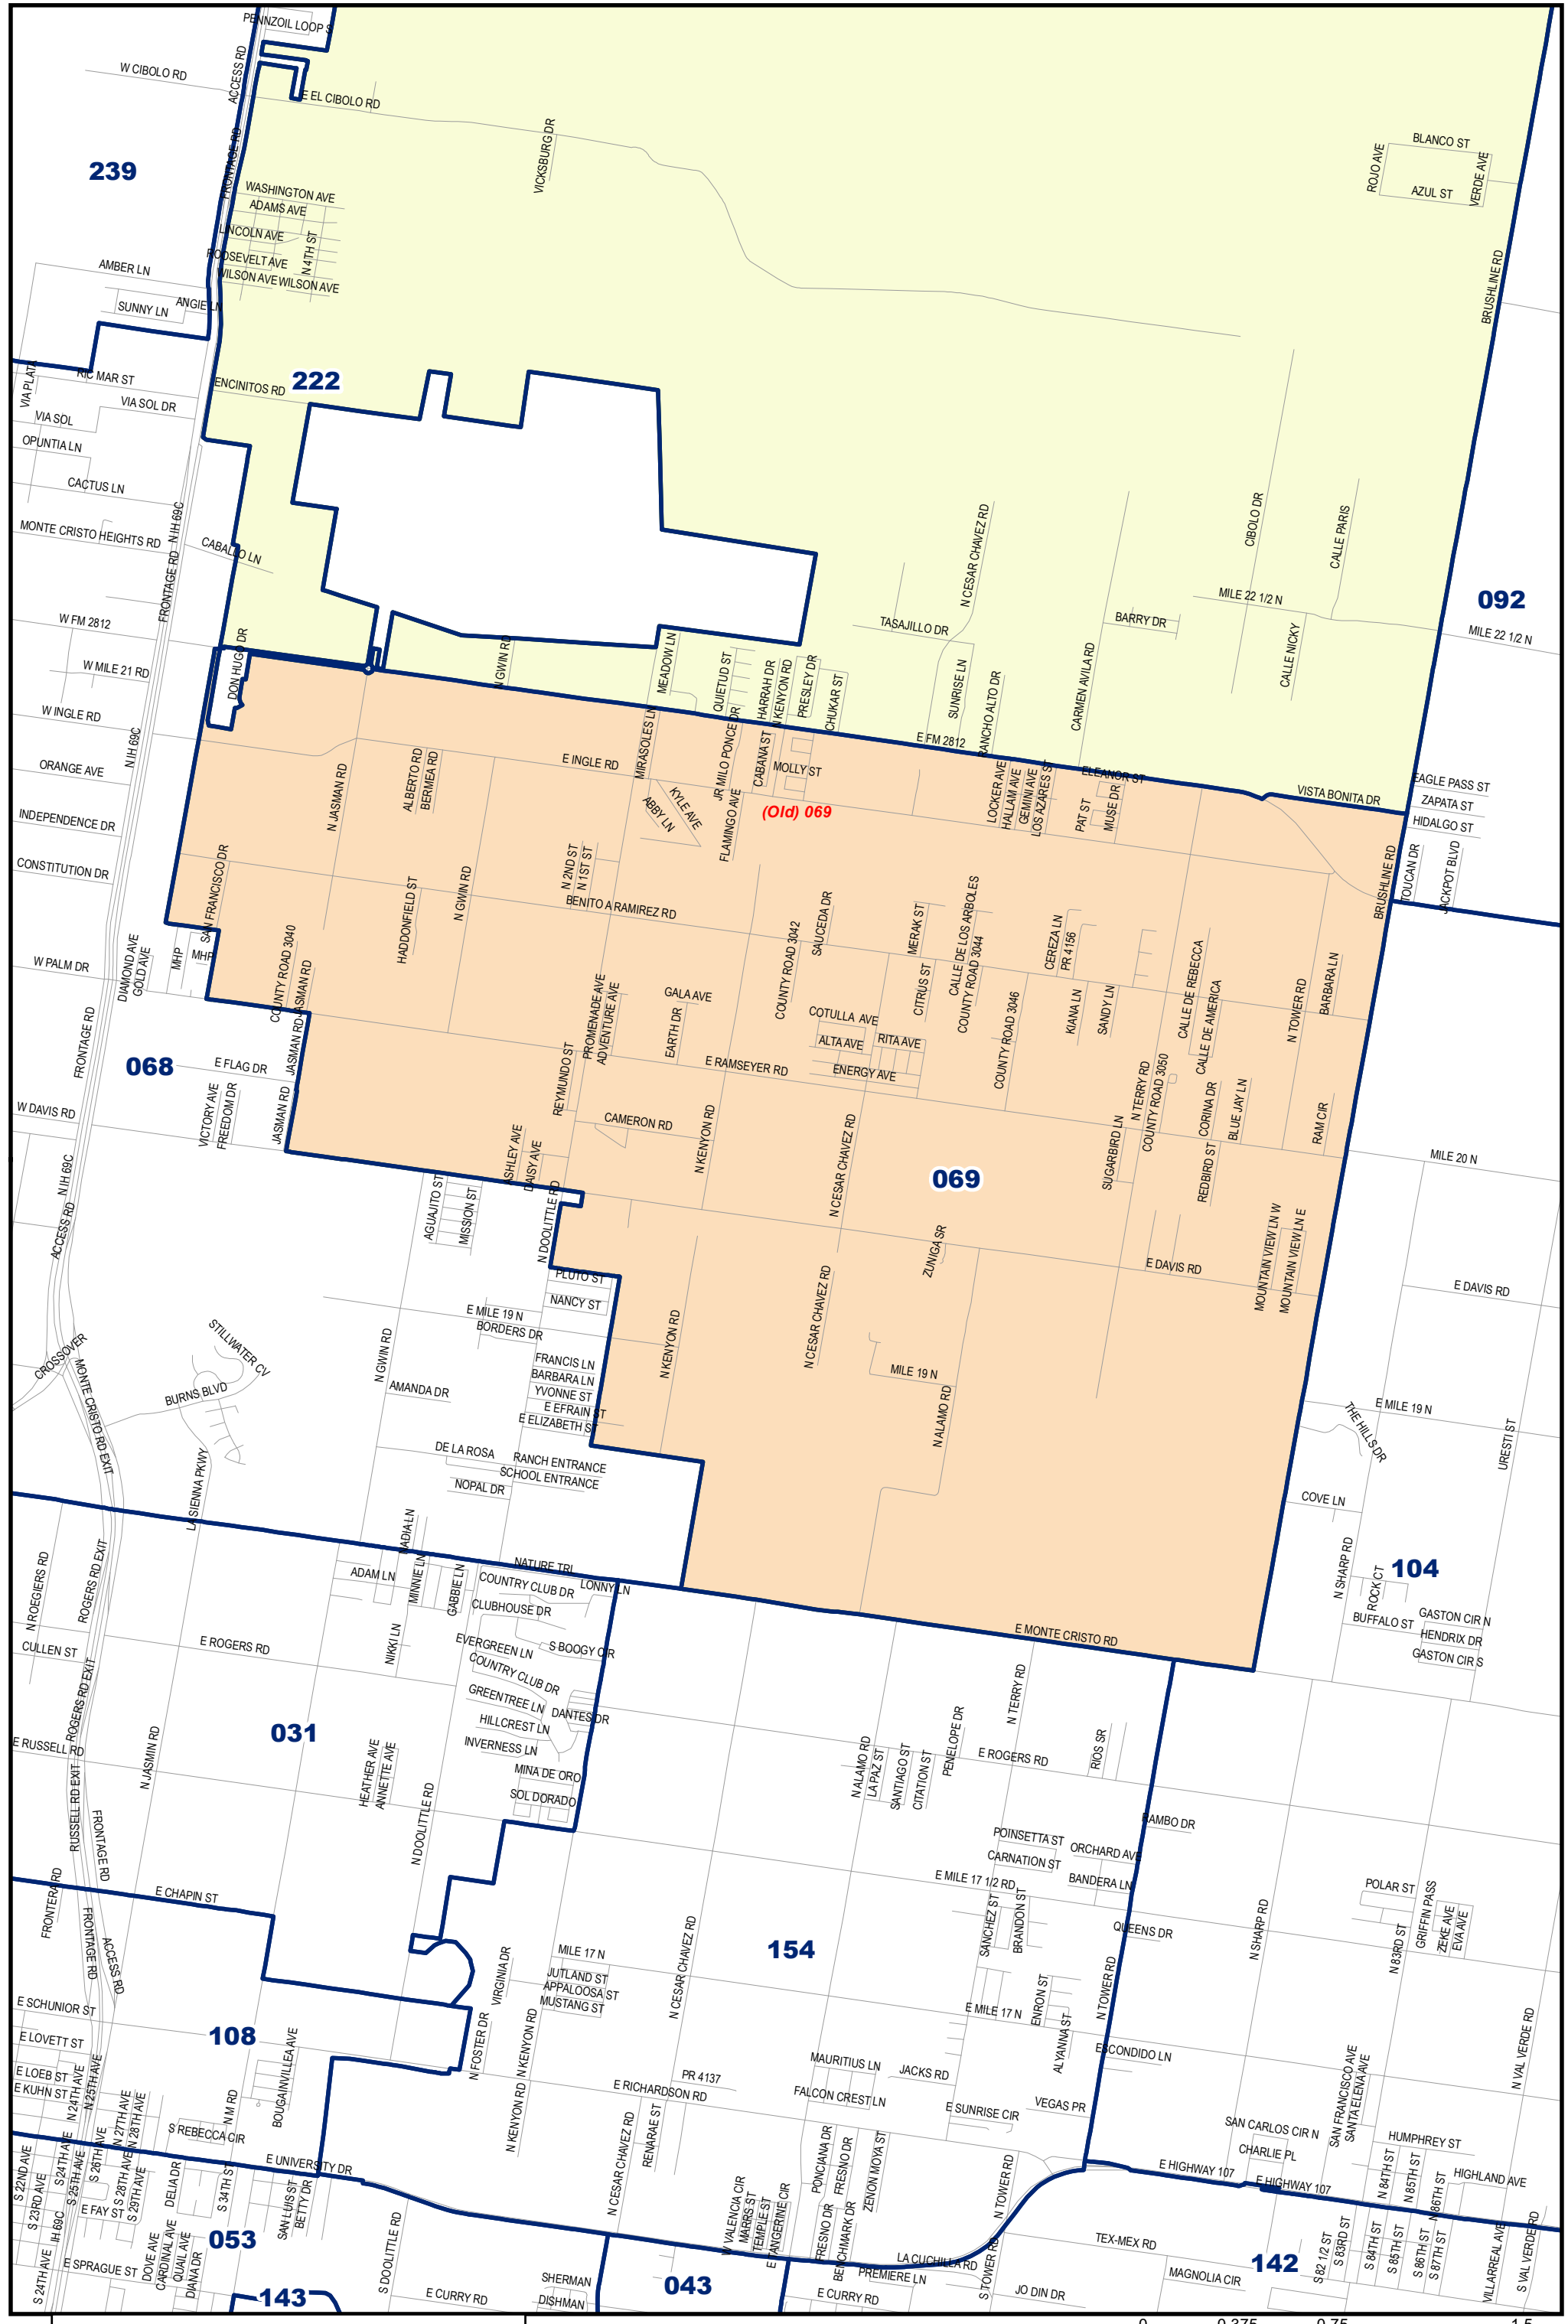 PENNZOIL LOOP S
W CIBOLO RD
ACCESS RD
E EL CIBOLO RD
VICKSBURG DR
BLANCO ST
ROJO AVE
AZUL ST
VERDE AVE
239
FRONTAGE RD
WASHINGTON AVE
ADAMS AVE
LINCOLN AVE
N 4TH ST
ROOSEVELT AVE
WILSON AVE
WILSON AVE
AMBER LN
ANGIE LN
SUNNY LN
BRUSHLINE RD
VIA PLATA
RIC MAR ST
ENCINITOS RD
222
VIA SOL DR
VIA SOL
OPUNTIA LN
CACTUS LN
N IH 69C
MONTE CRISTO HEIGHTS RD
CABALLO LN
FRONTAGE RD
N CESAR CHAVEZ RD
CIBOLO DR
CALLE PARIS
092
MILE 22 1/2 N
MILE 22 1/2 N
TASAJILLO DR
BARRY DR
W FM 2812
DON HUGO DR
N GWIN RD
MEADOW LN
QUIETUD ST
HARRAH DR
N KENYON RD
PRESLEY DR
CHUKAR ST
SUNRISE LN
RANCHO ALTO DR
CARMEN AVILA RD
CALLE NICKY
W MILE 21 RD
W INGLE RD
N IH 69C
E FM 2812
ORANGE AVE
N JASMAN RD
ALBERTO RD
BERMEA RD
E INGLE RD
MIRASOLES LN
JR MILO PONCE DR
CABANA ST
MOLLY ST
KYLE AVE
ABBY LN
FLAMINGO AVE
(Old) 069
LOCKER AVE
HALLAM AVE
GEMINI AVE
LOS AZARES ST
ELEANOR ST
PAT ST
MUSE DR
VISTA BONITA DR
EAGLE PASS ST
ZAPATA ST
HIDALGO ST
INDEPENDENCE DR
CONSTITUTION DR
SAN FRANCISCO DR
HADDONFIELD ST
N GWIN RD
N 2ND ST
N 1ST ST
BENITO A RAMIREZ RD
SAUCEDA DR
MERAK ST
CALLE DE LOS ARBOLES
COUNTY ROAD 3042
COUNTY ROAD 3044
CEREZA LN
PR 4156
BRUSHLINE RD
TOUCAN DR
JACKPOT BLVD
W PALM DR
DIAMOND AVE
GOLD AVE
MHP
MHP
COUNTY ROAD 3040
JASMAN RD
PROMENADE AVE
ADVENTURE AVE
GALA AVE
EARTH DR
CITRUS ST
COTULLA AVE
ALTA AVE
RITA AVE
ENERGY AVE
COUNTY ROAD 3046
KIANA LN
SANDY LN
CALLE DE REBECCA
CALLE DE AMERICA
N TOWER RD
BARBARA LN
FRONTAGE RD
068
E FLAG DR
JASMAN RD
REYMUNDO ST
E RAMSEYER RD
N TERRY RD
COUNTY ROAD 3050
CORINA DR
BLUE JAY LN
RAM CIR
W DAVIS RD
VICTORY AVE
FREEDOM DR
JASMAN RD
CAMERON RD
N KENYON RD
N CESAR CHAVEZ RD
069
SUGARBIRD LN
REDBIRD ST
MILE 20 N
N IH 69C
ASHLEY AVE
DAISY AVE
AGUAJITO ST
MISSION ST
N DOOLITTLE RD
ACCESS RD
ZUNIGA SR
E DAVIS RD
MOUNTAIN VIEW LN W
MOUNTAIN VIEW LN E
E DAVIS RD
PLUTO ST
NANCY ST
E MILE 19 N
BORDERS DR
STILLWATER CV
N GWIN RD
N KENYON RD
N CESAR CHAVEZ RD
CROSSOVER
MONTE CRISTO RD EXIT
BURNS BLVD
FRANCIS LN
BARBARA LN
YVONNE ST
E EFRAIN ST
E ELIZABETH ST
AMANDA DR
MILE 19 N
N ALAMO RD
E MILE 19 N
THE HILLS DR
URESTI ST
LA SIENNA PKWY
DE LA ROSA
RANCH ENTRANCE
SCHOOL ENTRANCE
NOPAL DR
COVE LN
N ROEGIERS RD
ROGERS RD EXIT
NADIA LN
NATURE TRL
ADAM LN
MINNIE LN
GABBIE LN
COUNTRY CLUB DR
LONNY LN
CLUBHOUSE DR
N SHARP RD
104
ROCK CT
BUFFALO ST
GASTON CIR N
HENDRIX DR
GASTON CIR S
E MONTE CRISTO RD
CULLEN ST
E ROGERS RD
NIKKI LN
EVERGREEN LN
S BOOGY CIR
COUNTRY CLUB DR
GREENTREE LN
DANTES DR
HILLCREST LN
INVERNESS LN
MINA DE ORO
SOL DORADO
ROGERS RD EXIT
E RUSSELL RD
RUSSELL RD EXIT
N JASMIN RD
031
HEATHER AVE
ANNETTE AVE
N DOOLITTLE RD
FRONTAGE RD
N ALAMO RD
LA PAZ ST
SANTIAGO ST
CITATION ST
PENELOPE DR
N TERRY RD
E ROGERS RD
RIOS SR
RAMBO DR
POINSETTA ST
CARNATION ST
ORCHARD AVE
BANDERA LN
E MILE 17 1/2 RD
SANCHEZ ST
BRANDON ST
QUEENS DR
N SHARP RD
POLAR ST
GRIFFIN PASS
ZEKE AVE
EVA AVE
N 83RD ST
FRONTERA RD
E CHAPIN ST
FRONTAGE RD
ACCESS RD
154
MILE 17 N
VIRGINIA DR
JUTLAND ST
APPALOOSA ST
MUSTANG ST
N CESAR CHAVEZ RD
E MILE 17 N
ENRON ST
ALYANNA ST
N TOWER RD
ESCONDIDO LN
N VAL VERDE RD
E SCHUNIOR ST
108
E LOVETT ST
E LOEB ST
E KUHN ST
N 24TH AVE
N 25TH AVE
N 27TH AVE
N 28TH AVE
BOUGAINVILLEA AVE
N M RD
S REBECCA CIR
N FOSTER DR
N KENYON RD
N KENYON RD
PR 4137
E RICHARDSON RD
MAURITIUS LN
JACKS RD
FALCON CREST LN
E SUNRISE CIR
VEGAS PR
SAN FRANCISCO AVE
SANTA ELENA AVE
SAN CARLOS CIR N
CHARLIE PL
HUMPHREY ST
E HIGHWAY 107
E HIGHWAY 107
HIGHLAND AVE
N 84TH ST
N 85TH ST
N 86TH ST
S 22ND AVE
S 23RD AVE
S 24TH AVE
S 25TH AVE
S 26TH AVE
S 28TH AVE
S 29TH AVE
E FAY ST
DELIA DR
S 34TH ST
E UNIVERSITY DR
SAN LUIS ST
BETTY DR
N CESAR CHAVEZ RD
RENARAE ST
PONCIANA DR
FRESNO DR
ZENON MOYA ST
W VALENCIA CIR
MARRS ST
TEMPLE ST
E TANGERINE CIR
FRESNO DR
BENCHMARK DR
N TOWER RD
LA CUCHILLA RD
PREMIERE LN
S TOWER RD
TEX-MEX RD
MAGNOLIA CIR
142
S 82 1/2 ST
S 83RD ST
S 84TH ST
S 85TH ST
S 86TH ST
S 87TH ST
VILLARREAL AVE
S VAL VERDE RD
IH 69C
S 24TH AVE
E SPRAGUE ST
DOVE AVE
CARDINAL AVE
QUAIL AVE
DIANA DR
053
143
S DOOLITTLE RD
E CURRY RD
SHERMAN
DISHMAN
043
E CURRY RD
JO DIN DR
0 0.375 0.75 1.5